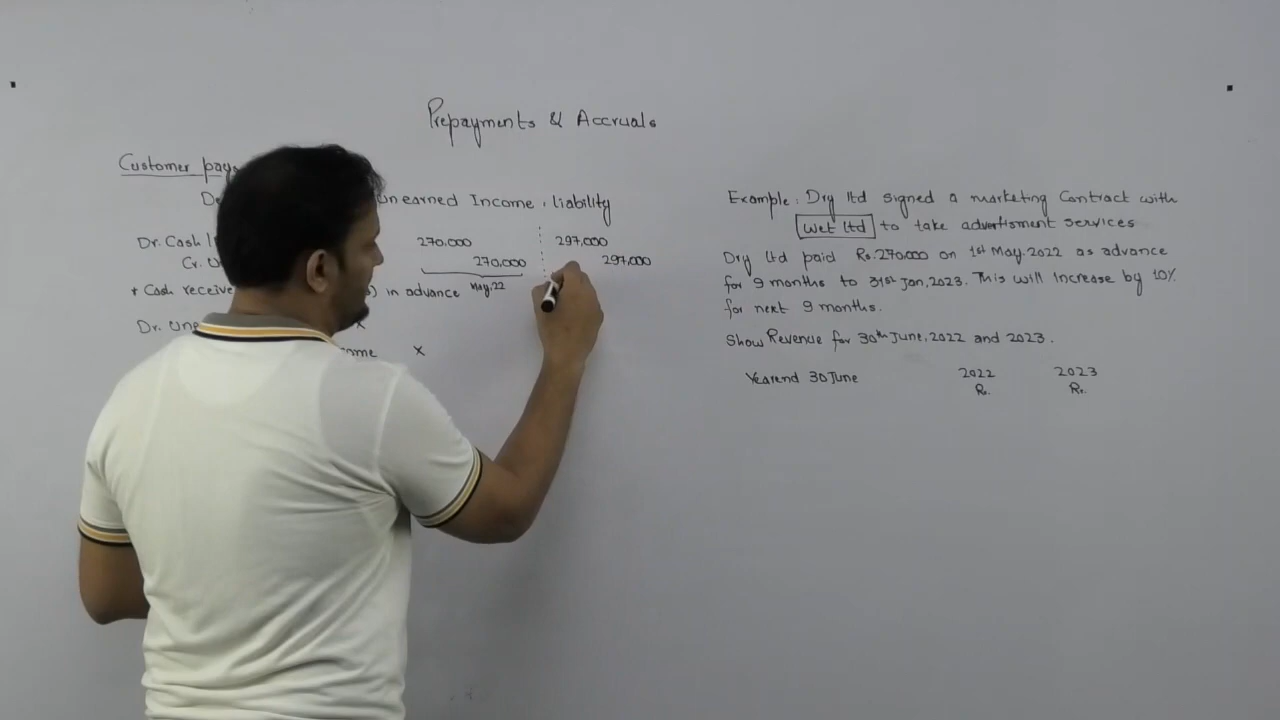 Prepayments & Accruals
Customer pay
De unearned Income, liability
Dr. Cash 270,000 297,000
Cr. U 270,000 297,000
* Cash receive s) in advance May,22
Dr. Une x
ome x
Example: Dry ltd signed a marketing Contract with
Wet ltd to take advertisment services
Dry ltd paid Rs.270,000 on 1st May,2022 as advance
for 9 months to 31st Jan,2023. This will Increase by 10%
for next 9 months.
Show Revenue for 30th June,2022 and 2023.
Yearend 30 June 2022 2023
Rs. Rs.